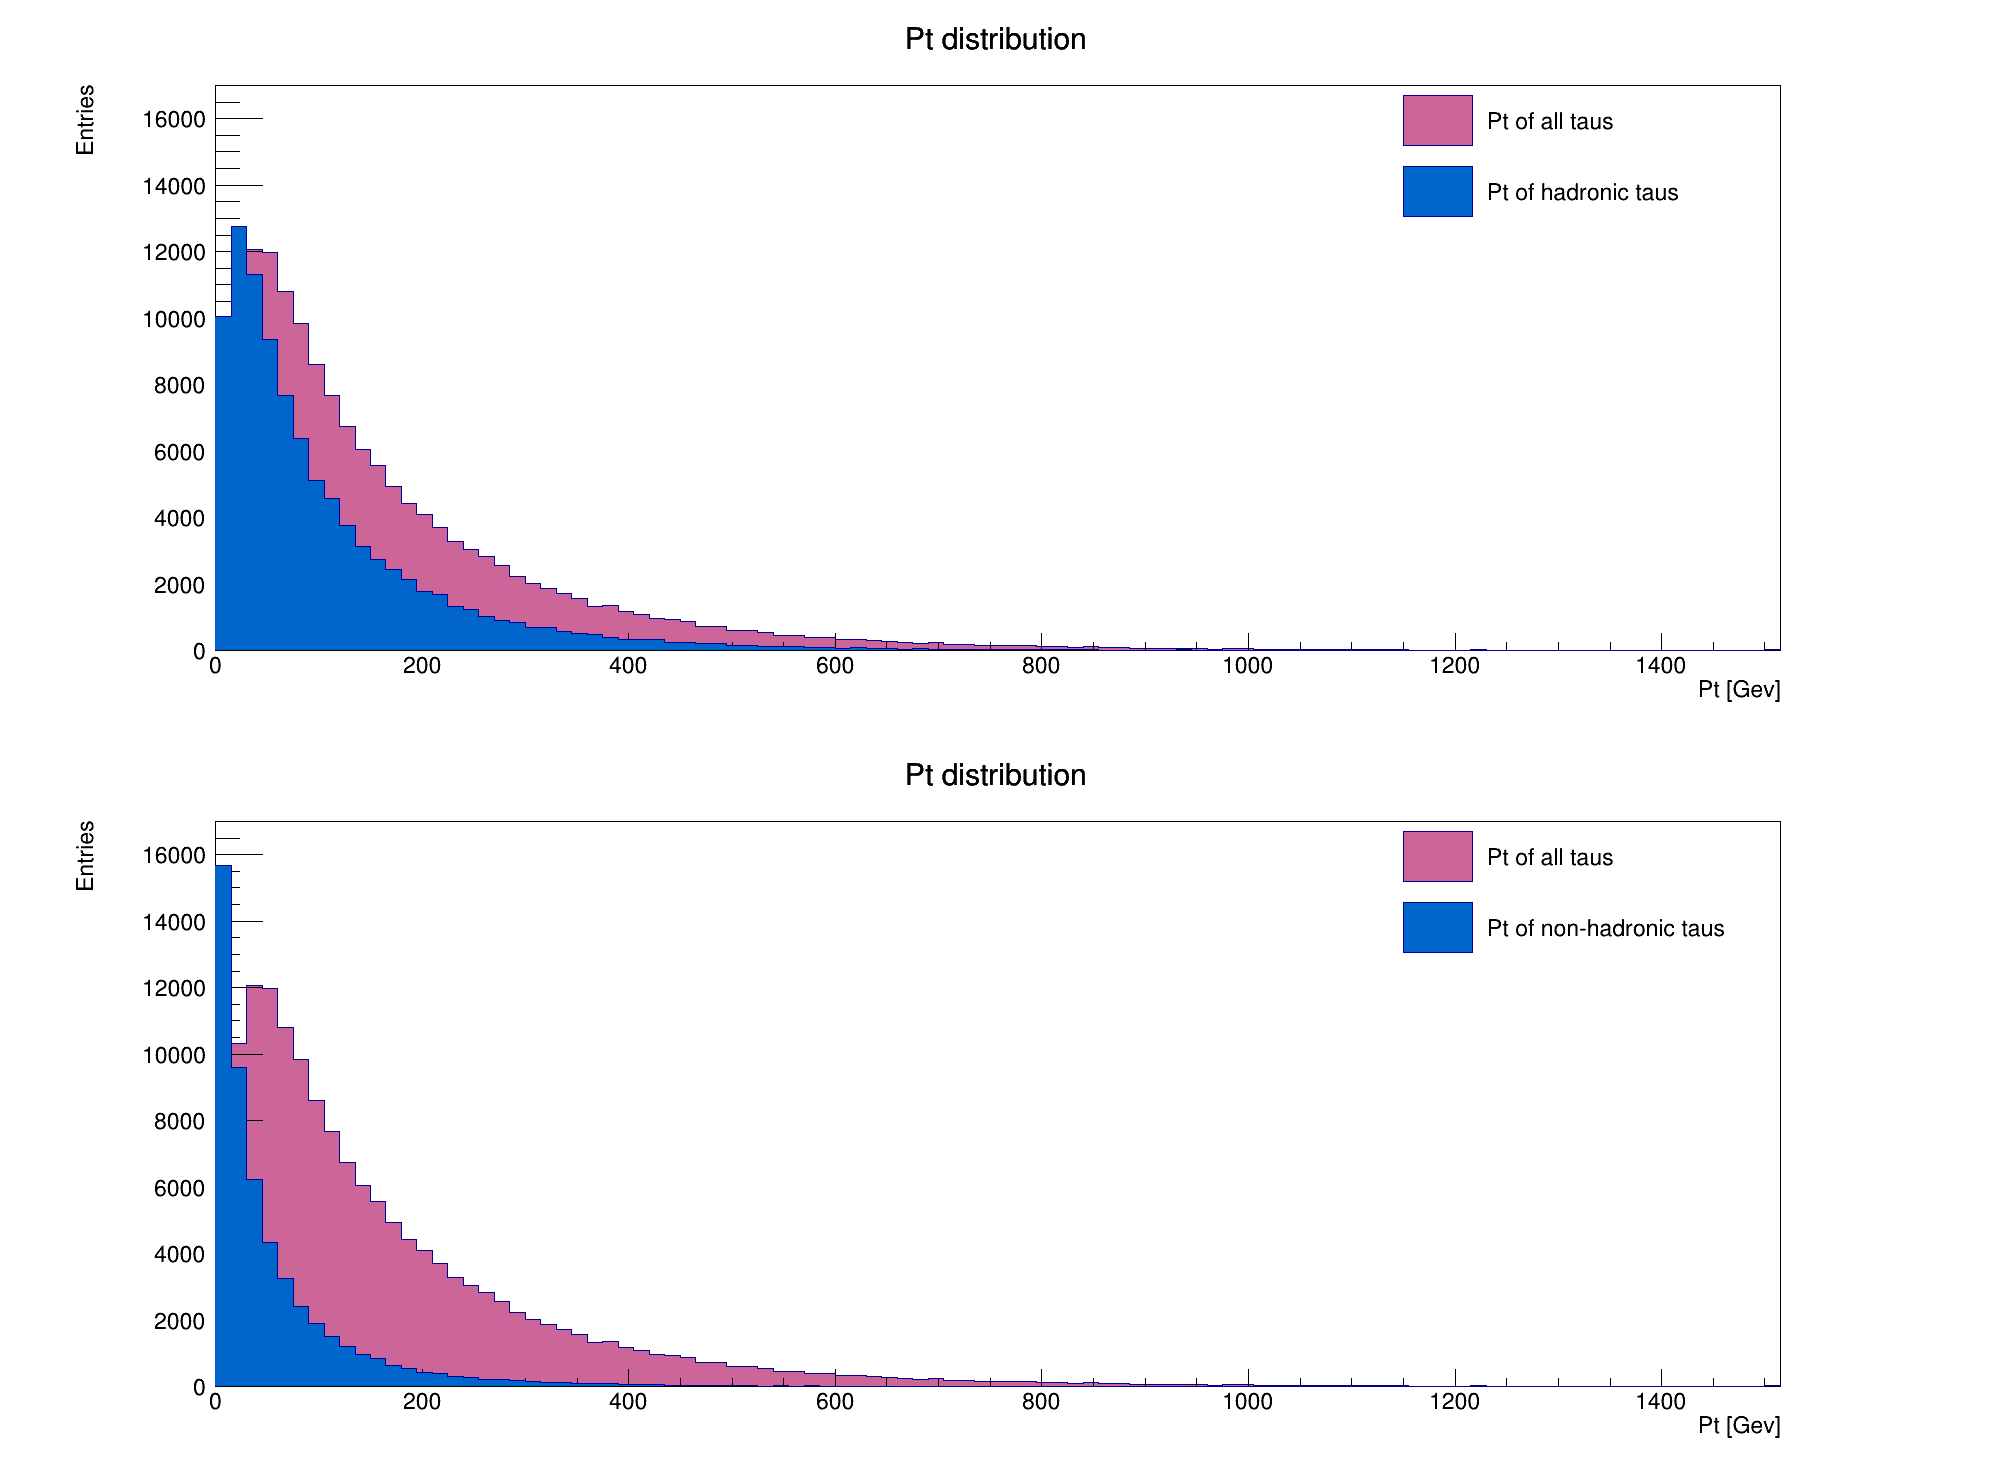 Pt distribution
Entries
16000
14000
12000
10000
8000
6000
4000
2000
0
Pt of all taus
Pt of hadronic taus
0 200 400 600 800 1000 1200 1400
Pt [Gev]
Pt distribution
Entries
16000
14000
12000
10000
8000
6000
4000
2000
0
Pt of all taus
Pt of non-hadronic taus
0 200 400 600 800 1000 1200 1400
Pt [Gev]